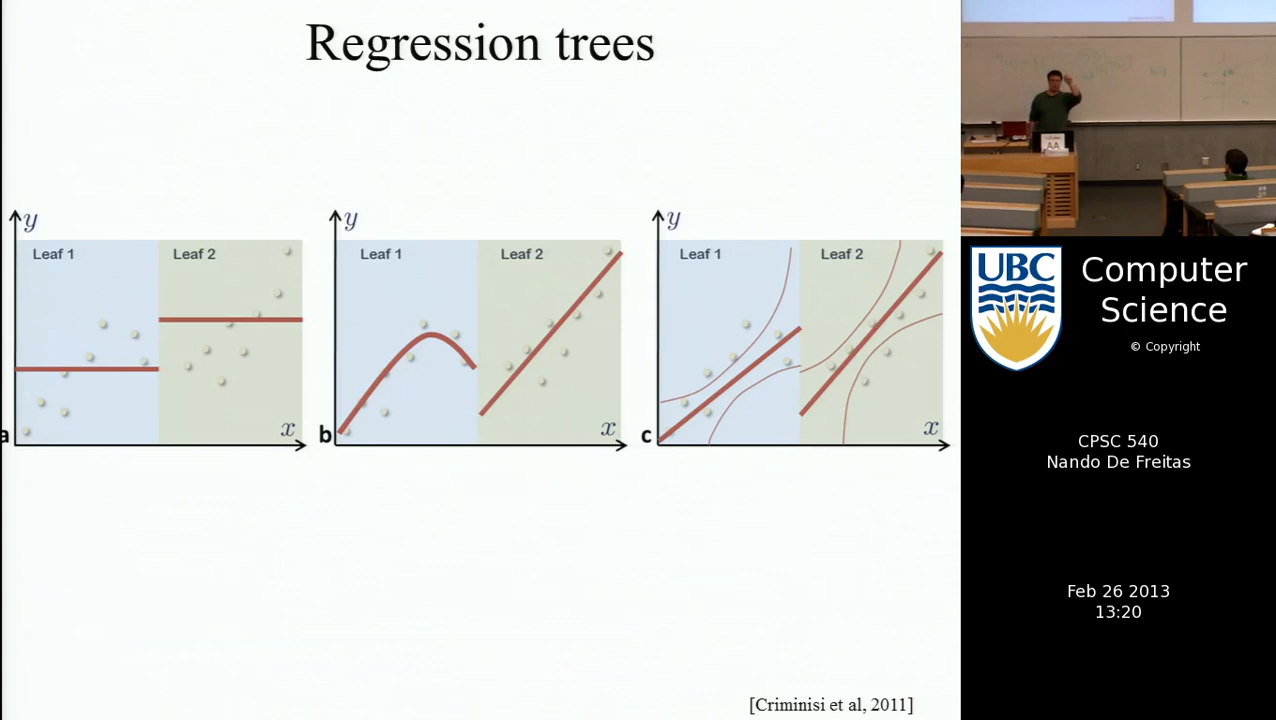 Regression trees
y
Leaf 1
Leaf 2
x
a
y
Leaf 1
Leaf 2
x
b
y
Leaf 1
Leaf 2
x
c
[Criminisi et al, 2011]
AA
UBC
Computer
Science
© Copyright
CPSC 540
Nando De Freitas
Feb 26 2013
13:20